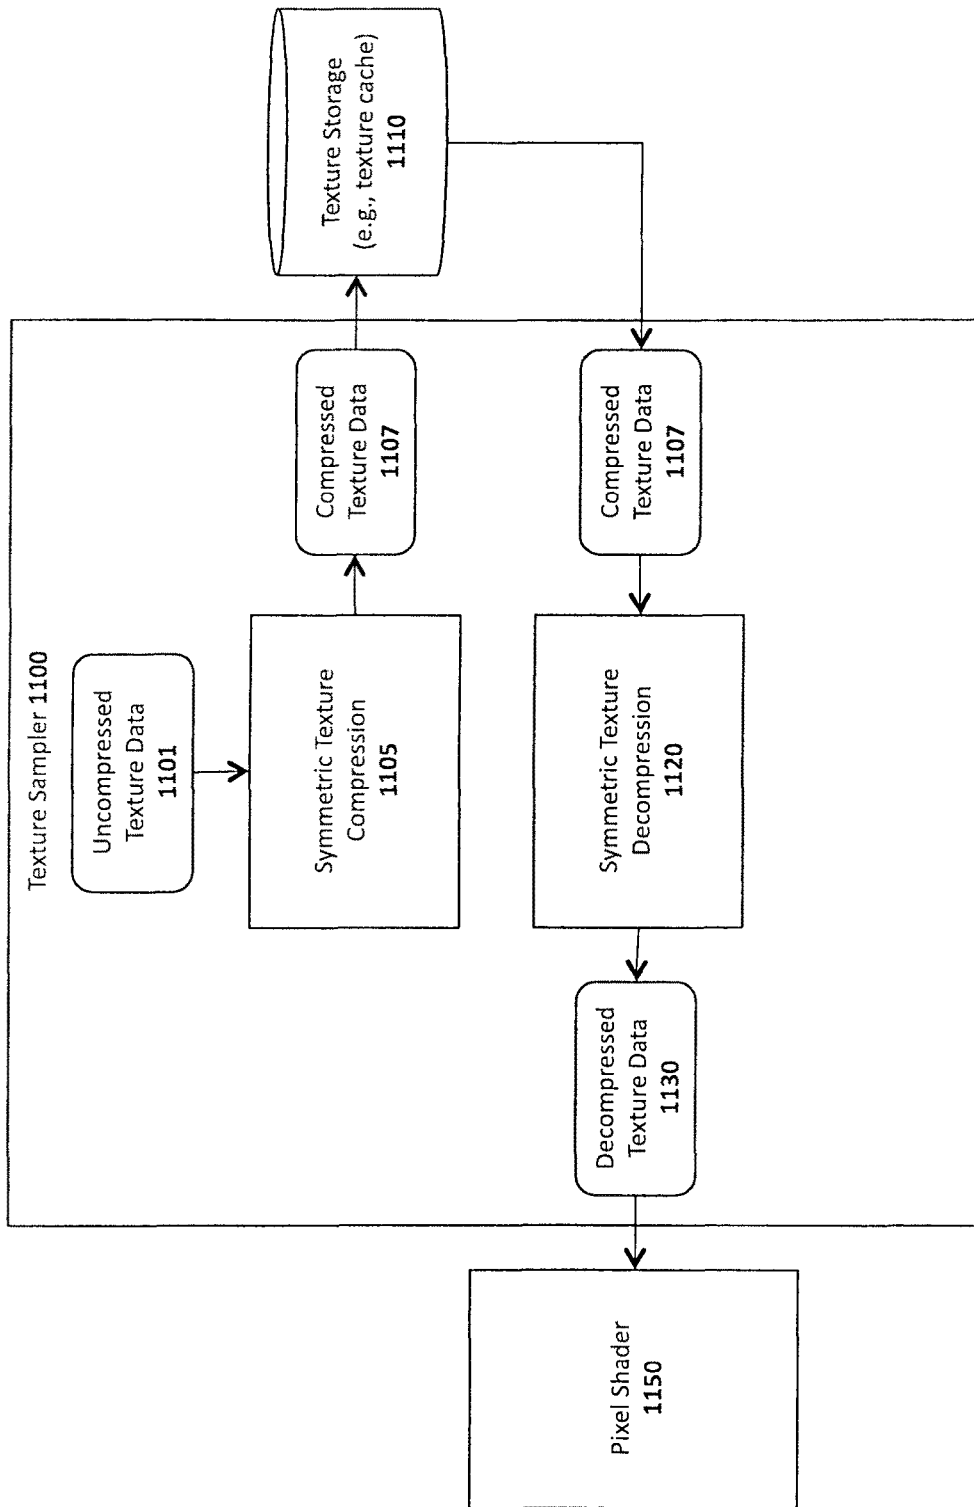 Texture Sampler 1100
Uncompressed
Texture Data
1101
Symmetric Texture
Compression
1105
Compressed
Texture Data
1107
Texture Storage
(e.g., texture cache)
1110
Compressed
Texture Data
1107
Symmetric Texture
Decompression
1120
Decompressed
Texture Data
1130
Pixel Shader
1150